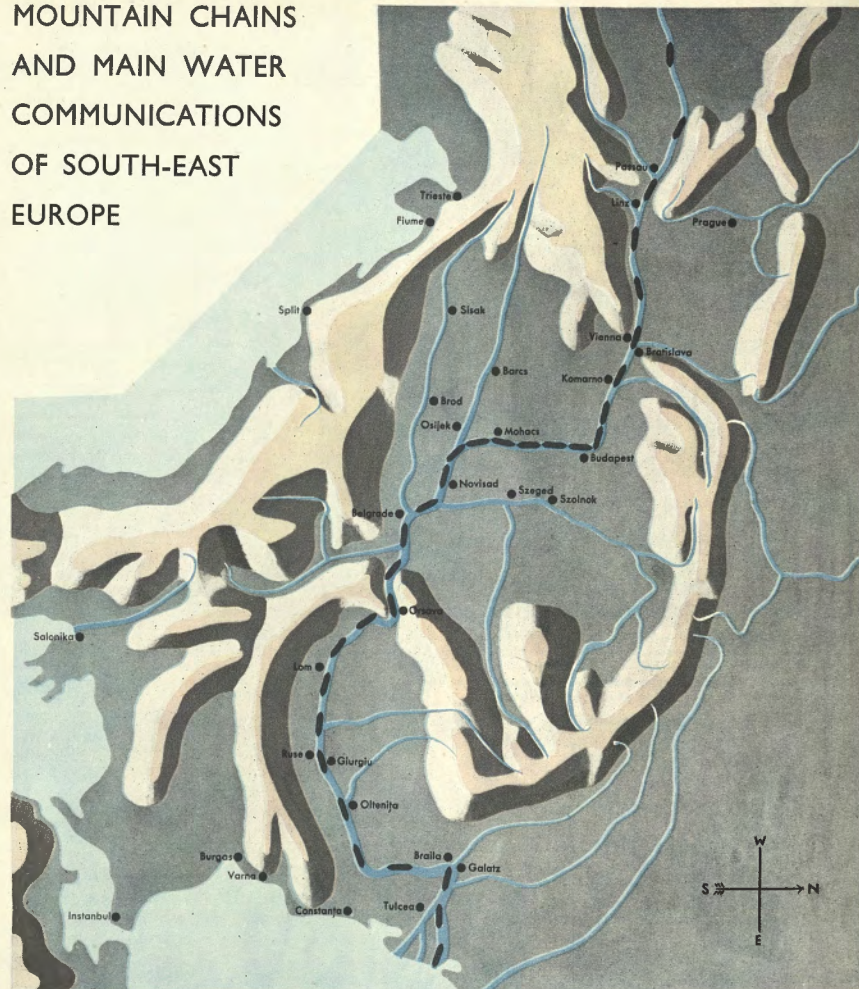 MOUNTAIN CHAINS
AND MAIN WATER
COMMUNICATIONS
OF SOUTH-EAST
EUROPE
Passau
Trieste
Linz
Fiume
Prague
Split
Sisak
Vienna
Bratislava
Barcs
Komarno
Brod
Osijek
Mohacs
Budapest
Novisad
Szeged
Szolnok
Belgrade
Orsova
Salonika
Lom
Ruse
Giurgiu
Oltenița
Burgas
Braila
Galatz
Varna
Constanța
Tulcea
Instanbul
W
S
N
E